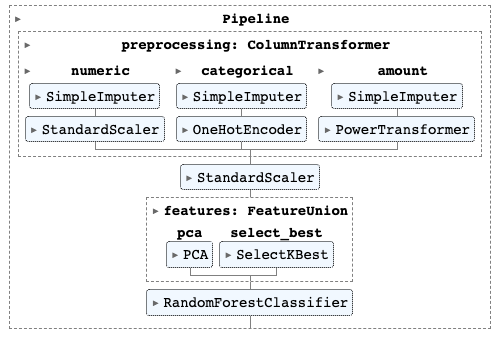 Pipeline
preprocessing: ColumnTransformer
numeric categorical amount
SimpleImputer SimpleImputer SimpleImputer
StandardScaler OneHotEncoder PowerTransformer
StandardScaler
features: FeatureUnion
pca select_best
PCA SelectKBest
RandomForestClassifier